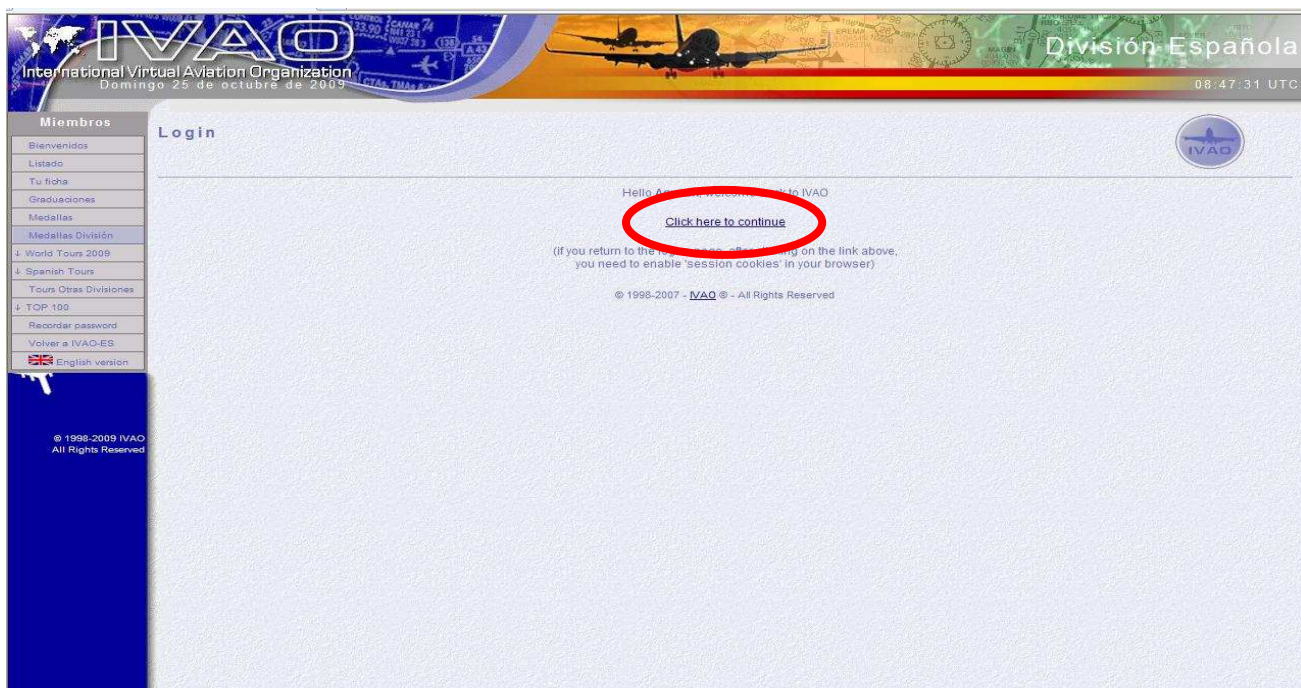 IVAO
International Virtual Aviation Organization
Domingo 25 de octubre de 2009
División Española
08:47:31 UTC
Miembros
Bienvenidos
Listado
Tu ficha
Graduaciones
Medallas
Medallas División
↓ World Tours 2009
↓ Spanish Tours
Tours Otras Divisiones
↓ TOP 100
Recordar password
Volver a IVAO-ES
English version
© 1998-2009 IVAO
All Rights Reserved
Login
IVAO
Hello to IVAO
Click here to continue
(if you return to the on the link above,
you need to enable 'session cookies' in your browser)
© 1998-2007 - IVAO ® - All Rights Reserved